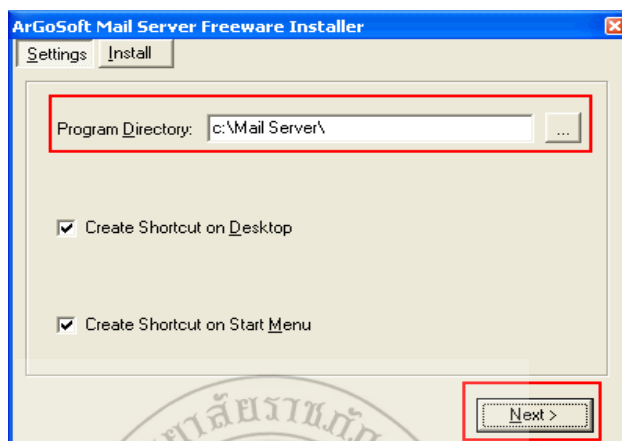 ArGoSoft Mail Server Freeware Installer
Settings Install
Program Directory: c:\Mail Server\ ...
Create Shortcut on Desktop
Create Shortcut on Start Menu
Next >